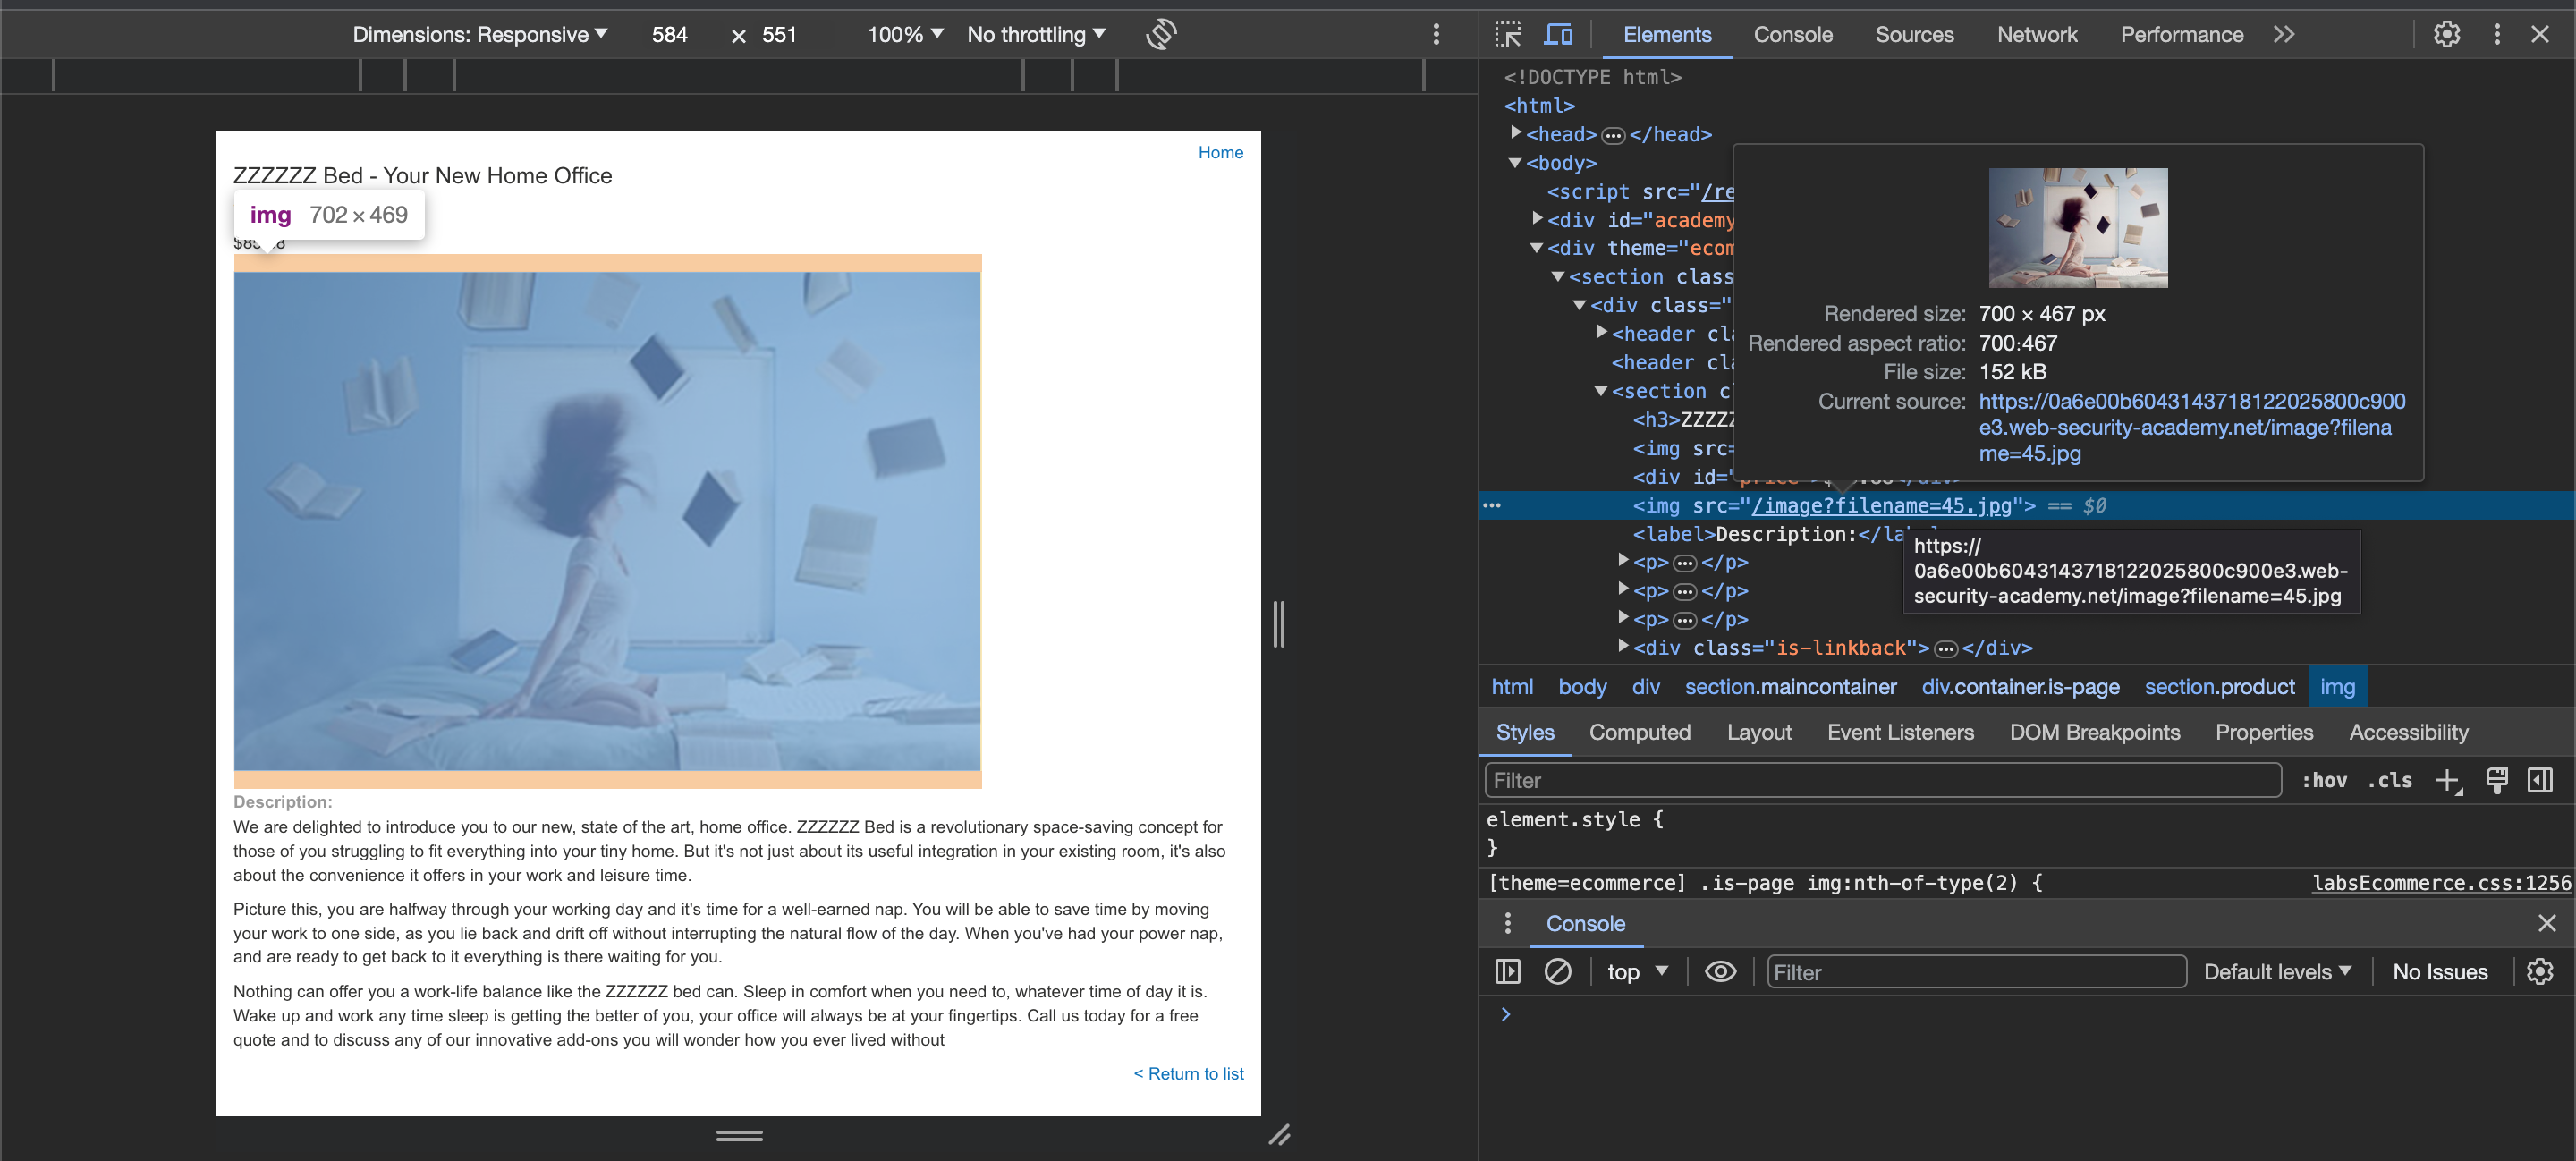 Dimensions: Responsive 584 × 551 100% No throttling
Elements Console Sources Network Performance
Home
ZZZZZZ Bed - Your New Home Office
img 702 × 469
Description:
We are delighted to introduce you to our new, state of the art, home office. ZZZZZZ Bed is a revolutionary space-saving concept for
those of you struggling to fit everything into your tiny home. But it's not just about its useful integration in your existing room, it's also
about the convenience it offers in your work and leisure time.
Picture this, you are halfway through your working day and it's time for a well-earned nap. You will be able to save time by moving
your work to one side, as you lie back and drift off without interrupting the natural flow of the day. When you've had your power nap,
and are ready to get back to it everything is there waiting for you.
Nothing can offer you a work-life balance like the ZZZZZZ bed can. Sleep in comfort when you need to, whatever time of day it is.
Wake up and work any time sleep is getting the better of you, your office will always be at your fingertips. Call us today for a free
quote and to discuss any of our innovative add-ons you will wonder how you ever lived without
< Return to list
<!DOCTYPE html>
<html>
<head> … </head>
<body>
<script src="/re
<div id="academy
<div theme="ecom
<section class
<div class="
<header cl
<header cl
<section c
<h3>ZZZZ
<img src=
<div id="
<img src="/image?filename=45.jpg"> == $0
<label>Description:</la
<p> … </p>
<p> … </p>
<p> … </p>
<div class="is-linkback"> … </div>
Rendered size: 700 × 467 px
Rendered aspect ratio: 700:467
File size: 152 kB
Current source: https://0a6e00b6043143718122025800c900
e3.web-security-academy.net/image?filena
me=45.jpg
https://
0a6e00b6043143718122025800c900e3.web-
security-academy.net/image?filename=45.jpg
html body div section.maincontainer div.container.is-page section.product img
Styles Computed Layout Event Listeners DOM Breakpoints Properties Accessibility
Filter :hov .cls
element.style {
}
[theme=ecommerce] .is-page img:nth-of-type(2) { labsEcommerce.css:1256
Console
top Filter Default levels No Issues